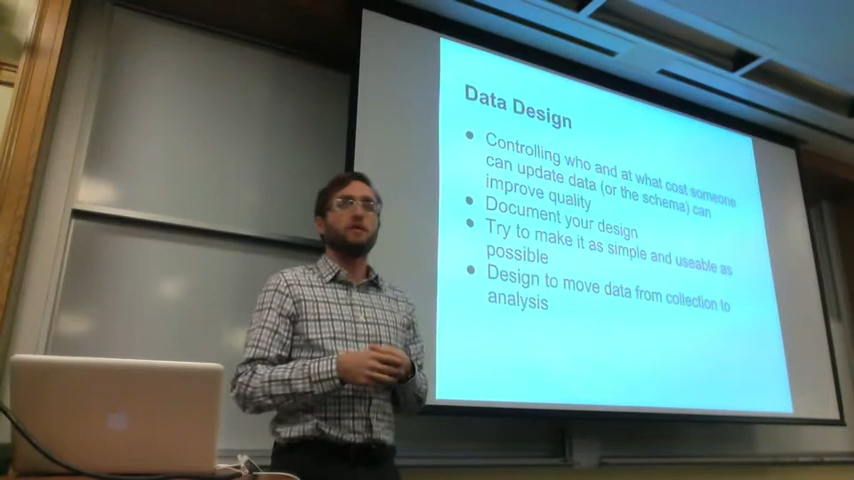 Data Design
● Controlling who and at what cost someone
can update data (or the schema) can
improve quality
● Document your design
● Try to make it as simple and useable as
possible
● Design to move data from collection to
analysis